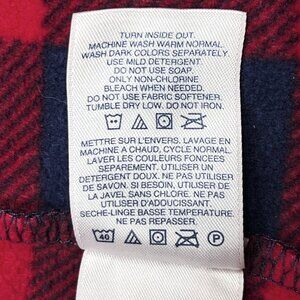 TURN INSIDE OUT.
MACHINE WASH WARM NORMAL.
WASH DARK COLORS SEPARATELY.
USE MILD DETERGENT.
DO NOT USE SOAP.
ONLY NON-CHLORINE
BLEACH WHEN NEEDED.
DO NOT USE FABRIC SOFTENER.
TUMBLE DRY LOW. DO NOT IRON.
METTRE SUR L'ENVERS. LAVAGE EN
MACHINE A CHAUD, CYCLE NORMAL.
LAVER LES COULEURS FONCÉES
SÉPARÉMENT. UTILISER UN
DETERGENT DOUX. NE PAS UTILISER
DE SAVON. SI BESOIN, UTILISER DE
LA JAVEL SANS CHLORE. NE PAS
UTILISER D'ADOUCISSANT.
SECHE-LINGE BASSE TEMPERATURE.
NE PAS REPASSER.
40 P